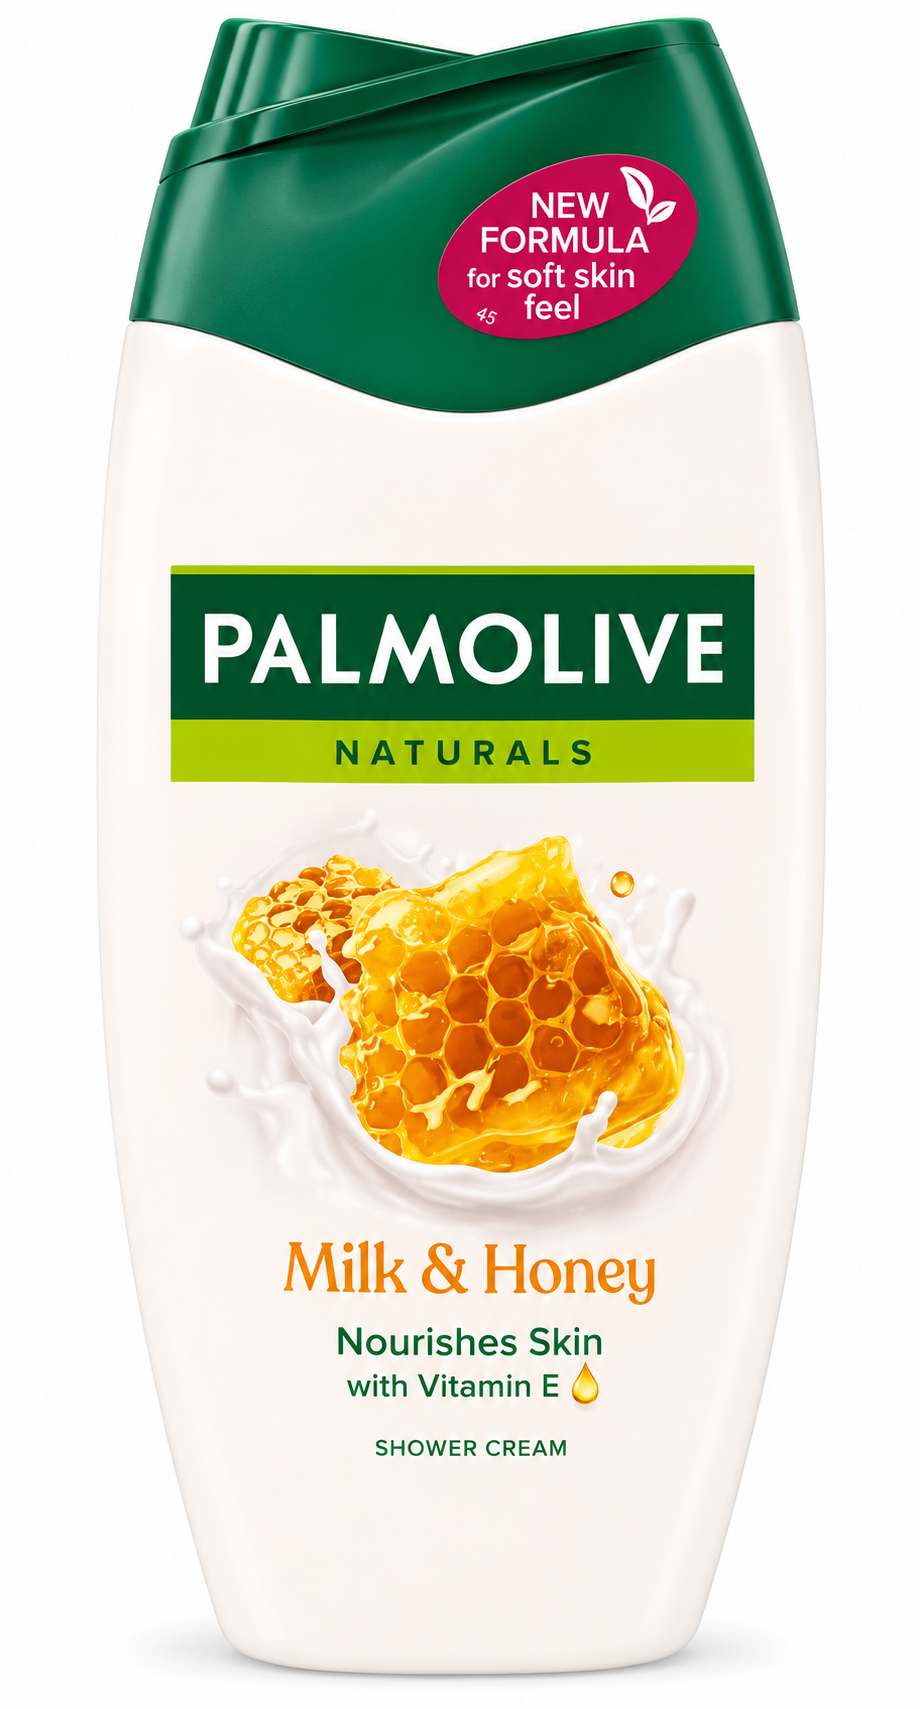 NEW
FORMULA
for soft skin
feel
45
PALMOLIVE
NATURALS
Milk & Honey
Nourishes Skin
with Vitamin E
SHOWER CREAM